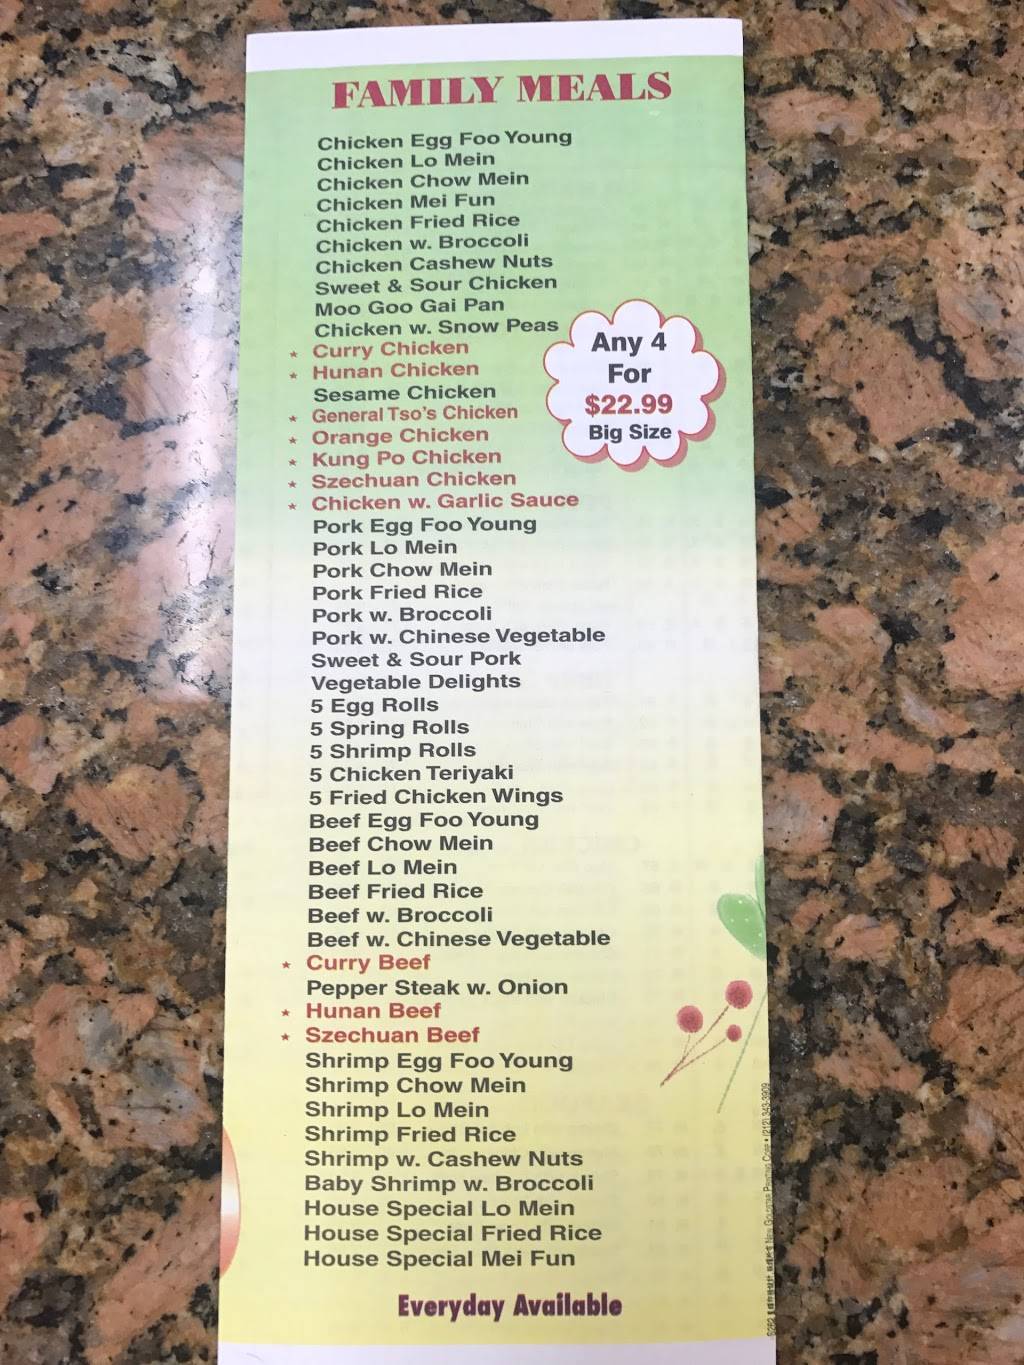 FAMILY MEALS
Chicken Egg Foo Young
Chicken Lo Mein
Chicken Chow Mein
Chicken Mei Fun
Chicken Fried Rice
Chicken w. Broccoli
Chicken Cashew Nuts
Sweet & Sour Chicken
Moo Goo Gai Pan
Chicken w. Snow Peas
★ Curry Chicken
★ Hunan Chicken
Sesame Chicken
★ General Tso's Chicken
★ Orange Chicken
★ Kung Po Chicken
★ Szechuan Chicken
★ Chicken w. Garlic Sauce
Pork Egg Foo Young
Pork Lo Mein
Pork Chow Mein
Pork Fried Rice
Pork w. Broccoli
Pork w. Chinese Vegetable
Sweet & Sour Pork
Vegetable Delights
5 Egg Rolls
5 Spring Rolls
5 Shrimp Rolls
5 Chicken Teriyaki
5 Fried Chicken Wings
Beef Egg Foo Young
Beef Chow Mein
Beef Lo Mein
Beef Fried Rice
Beef w. Broccoli
Beef w. Chinese Vegetable
★ Curry Beef
Pepper Steak w. Onion
★ Hunan Beef
★ Szechuan Beef
Shrimp Egg Foo Young
Shrimp Chow Mein
Shrimp Lo Mein
Shrimp Fried Rice
Shrimp w. Cashew Nuts
Baby Shrimp w. Broccoli
House Special Lo Mein
House Special Fried Rice
House Special Mei Fun
Everyday Available
Any 4
For
$22.99
Big Size
Printing Corp • (212) 343-3909